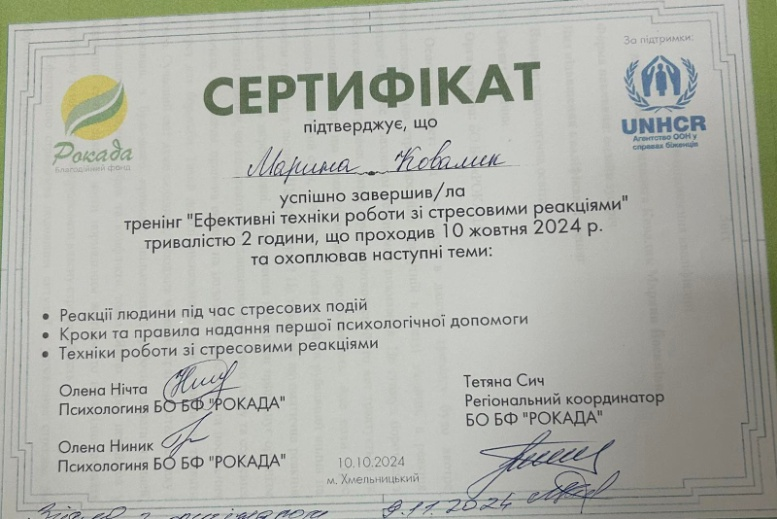 За підтримки:
СЕРТИФІКАТ
підтверджує, що
Рокада
Благодійний фонд
UNHCR
Агентство ООН у
справах біженців
Марина Ковалик
успішно завершив/ла
тренінг "Ефективні техніки роботи зі стресовими реакціями"
тривалістю 2 години, що проходив 10 жовтня 2024 р.
та охоплював наступні теми:
• Реакції людини під час стресових подій
• Кроки та правила надання першої психологічної допомоги
• Техніки роботи зі стресовими реакціями
Олена Нічта
Психологиня БО БФ "РОКАДА"
Тетяна Сич
Регіональний координатор
БО БФ "РОКАДА"
Олена Ниник
Психологиня БО БФ "РОКАДА"
10.10.2024
м. Хмельницький
Згідно з оригіналом 9.11.2024